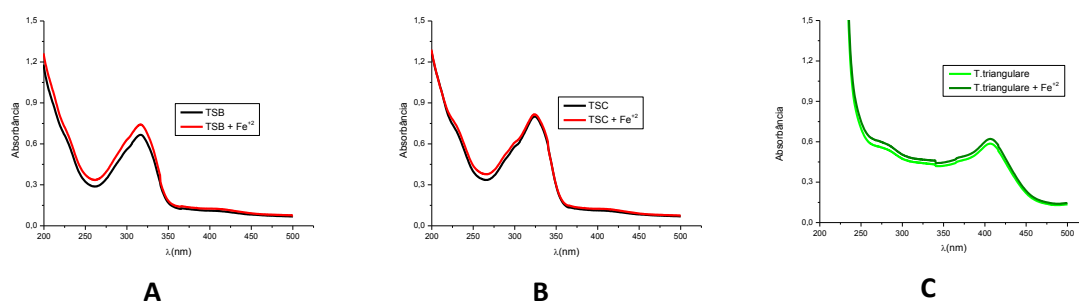 1,5
1,2
0,9
0,6
0,3
0,0
Absorbância
200 250 300 350 400 450 500
λ(nm)
TSB
TSB + Fe⁺²
A
1,5
1,2
0,9
0,6
0,3
0,0
Absorbância
200 250 300 350 400 450 500
λ(nm)
TSC
TSC + Fe⁺²
B
1,5
1,2
0,9
0,6
0,3
0,0
Absorbância
200 250 300 350 400 450 500
λ(nm)
T.triangulare
T.triangulare + Fe⁺²
C